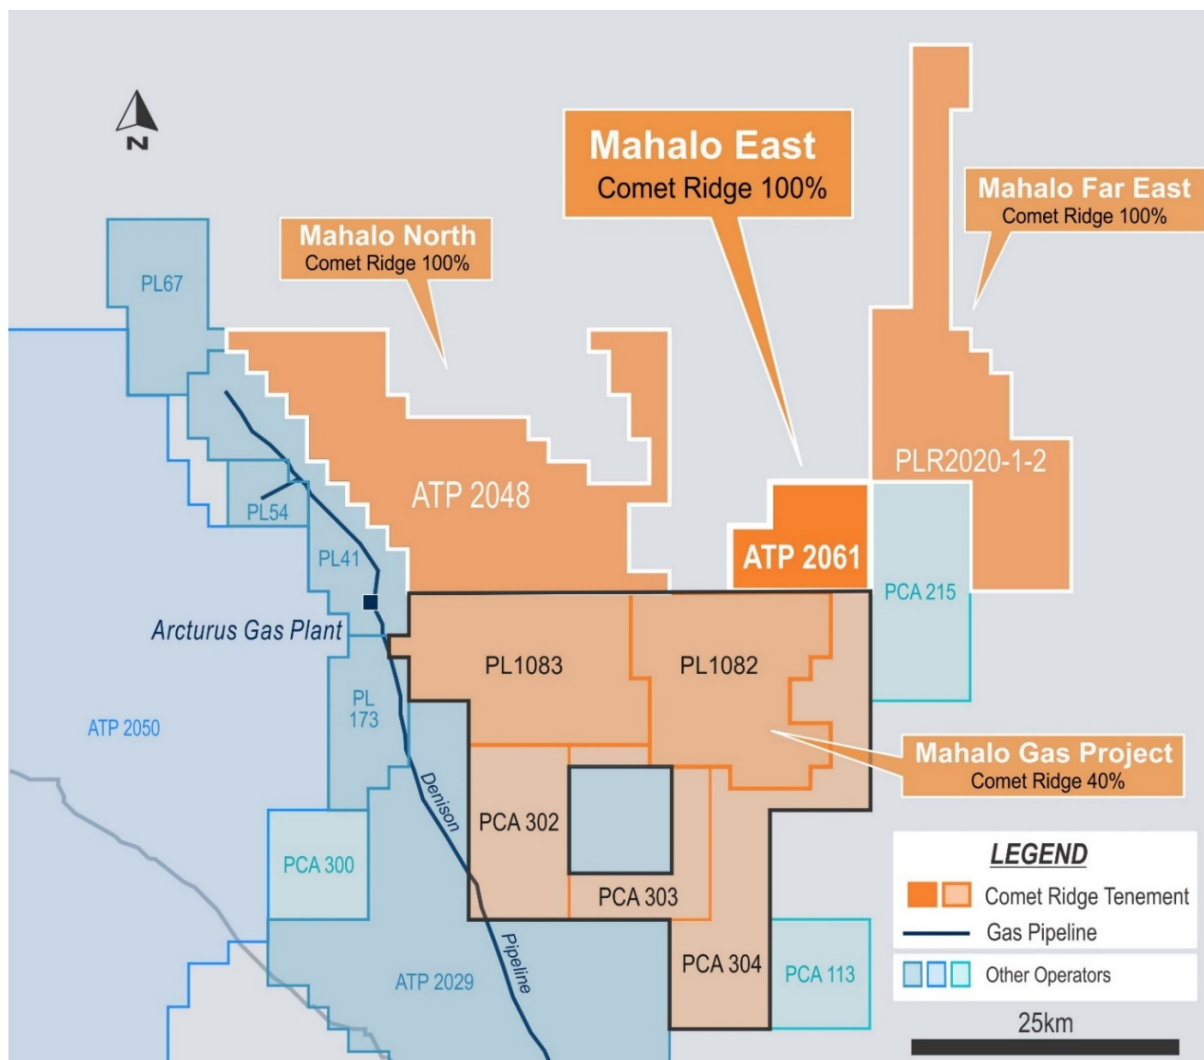 N
Mahalo East
Comet Ridge 100%
Mahalo Far East
Comet Ridge 100%
Mahalo North
Comet Ridge 100%
PL67
PLR2020-1-2
ATP 2048
PL54
ATP 2061
PL41
PCA 215
Arcturus Gas Plant
PL1083
PL1082
PL
173
ATP 2050
Mahalo Gas Project
Comet Ridge 40%
Denison
Pipeline
PCA 302
PCA 300
PCA 303
PCA 304
PCA 113
ATP 2029
LEGEND
Comet Ridge Tenement
Gas Pipeline
Other Operators
25km